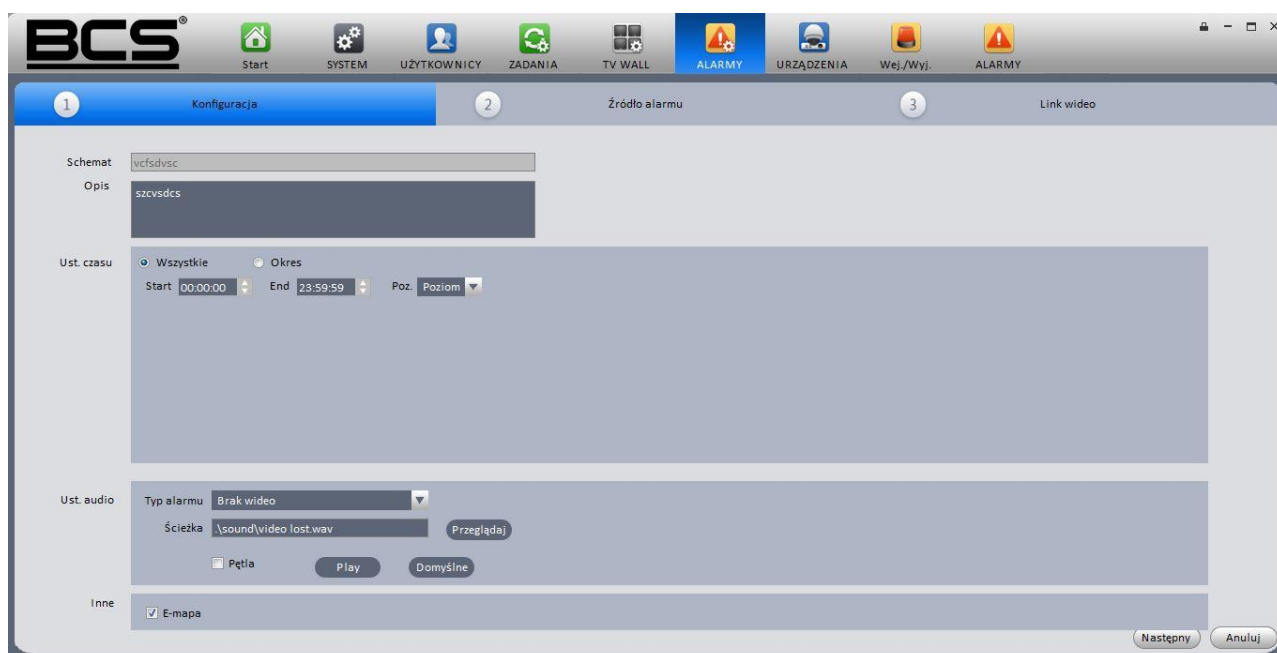 BCS®
Start SYSTEM UŻYTKOWNICY ZADANIA TV WALL ALARMY URZĄDZENIA Wej./Wyj. ALARMY
1 Konfiguracja 2 Źródło alarmu 3 Link wideo
Schemat vcfsdvsc
Opis szcvsdcs
Ust. czasu Wszystkie Okres
Start 00:00:00 End 23:59:59 Poz. Poziom
Ust. audio Typ alarmu Brak wideo
Ścieżka .\sound\video lost.wav Przeglądaj
Pętla Play Domyślne
Inne E-mapa
Następny Anuluj